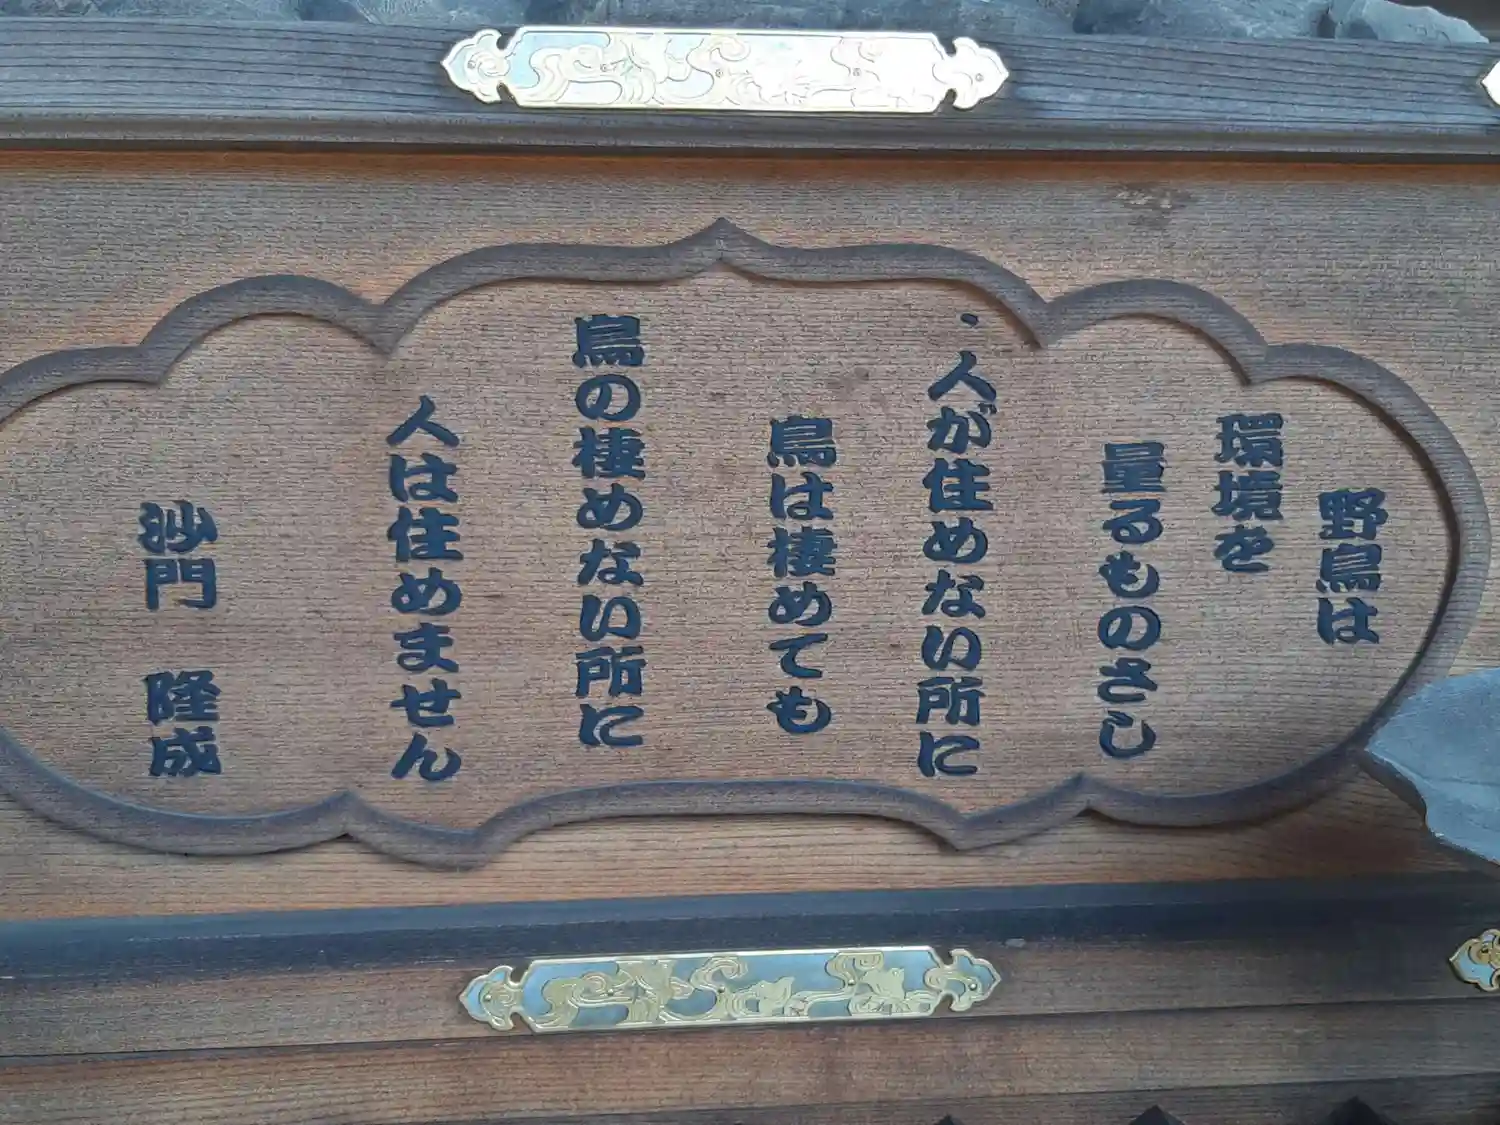 野鳥は
環境を
量るものさし
・人が住めない所に
鳥は棲めても
鳥の棲めない所に
人は住めません
沙門 隆成